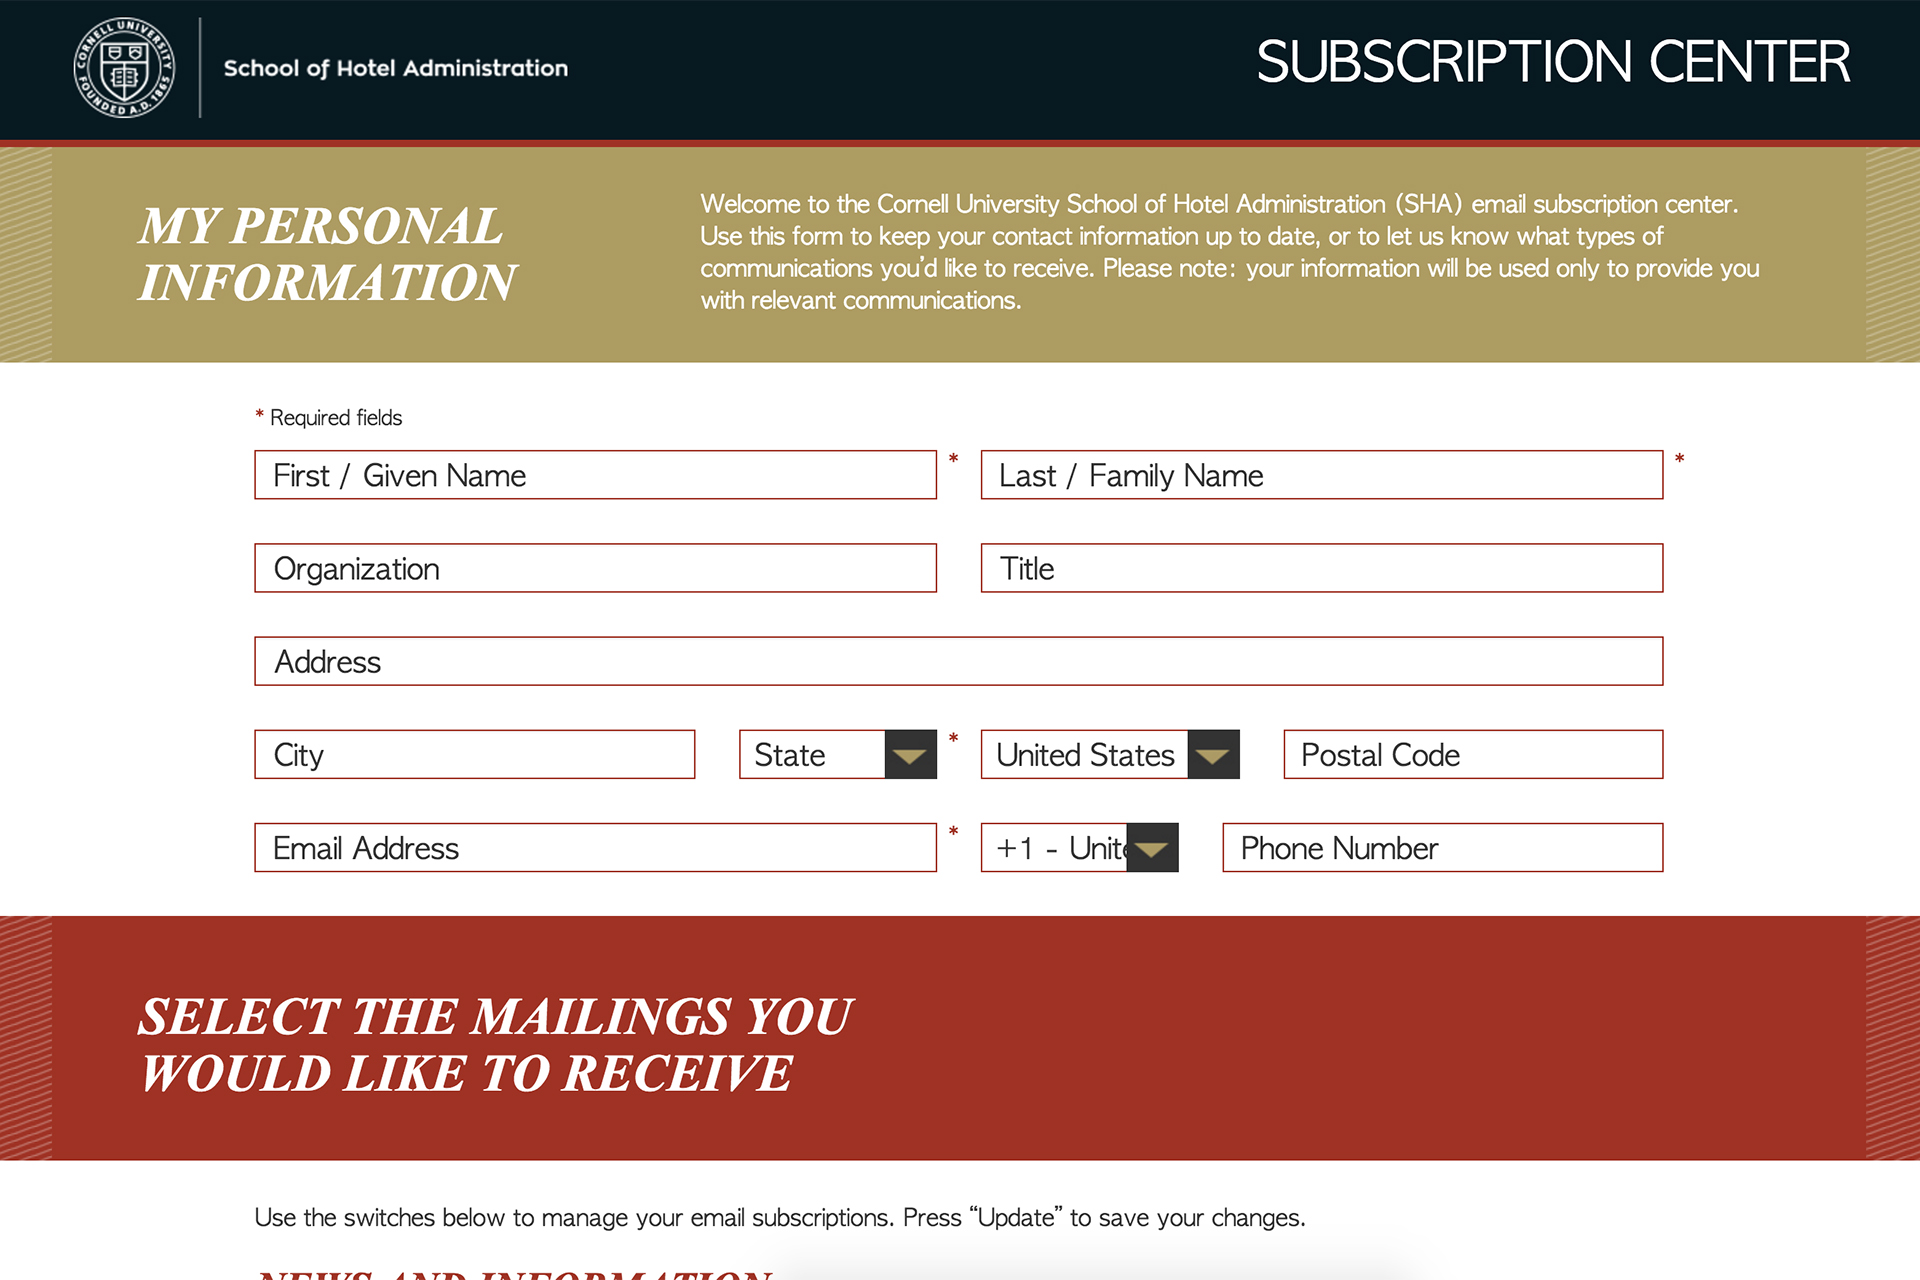 CORNELL UNIVERSITY
FOUNDED A.D. 1865
School of Hotel Administration
SUBSCRIPTION CENTER
MY PERSONAL
INFORMATION
Welcome to the Cornell University School of Hotel Administration (SHA) email subscription center.
Use this form to keep your contact information up to date, or to let us know what types of
communications you’d like to receive. Please note: your information will be used only to provide you
with relevant communications.
* Required fields
First / Given Name * Last / Family Name *
Organization Title
Address
City State * United States Postal Code
Email Address * +1 - Unite Phone Number
SELECT THE MAILINGS YOU
WOULD LIKE TO RECEIVE
Use the switches below to manage your email subscriptions. Press “Update” to save your changes.
NEWS AND INFORMATION